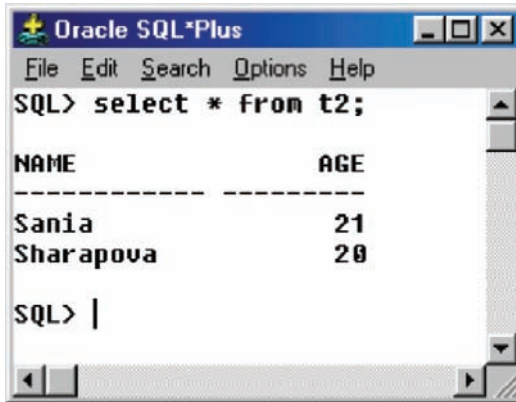 Oracle SQL*Plus
File Edit Search Options Help
SQL> select * from t2;
NAME AGE
------------- ---------
Sania 21
Sharapova 20
SQL>